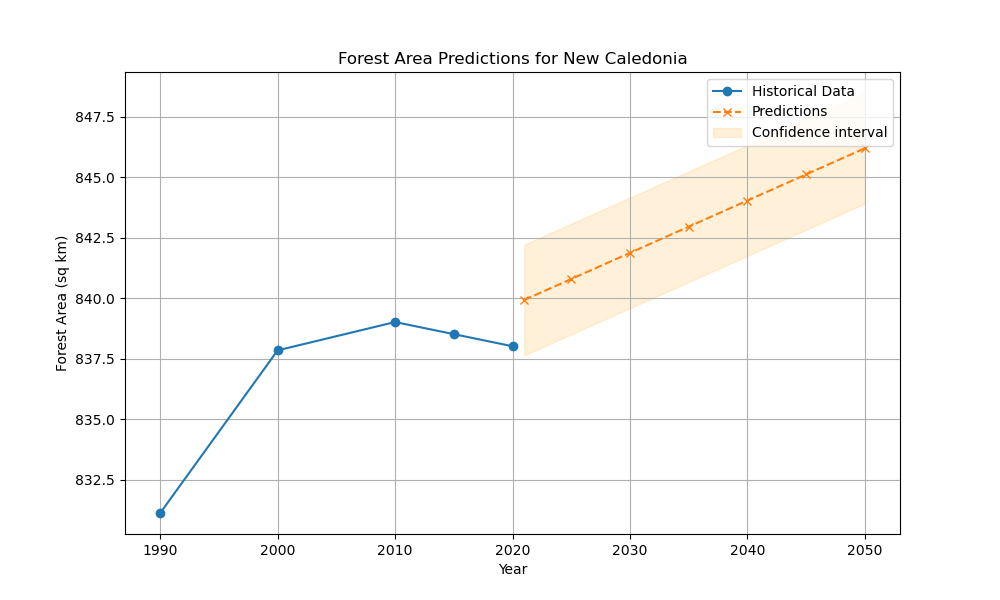 Forest Area Predictions for New Caledonia
Historical Data
Predictions
Confidence interval
847.5
845.0
842.5
840.0
837.5
835.0
832.5
Forest Area (sq km)
1990 2000 2010 2020 2030 2040 2050
Year